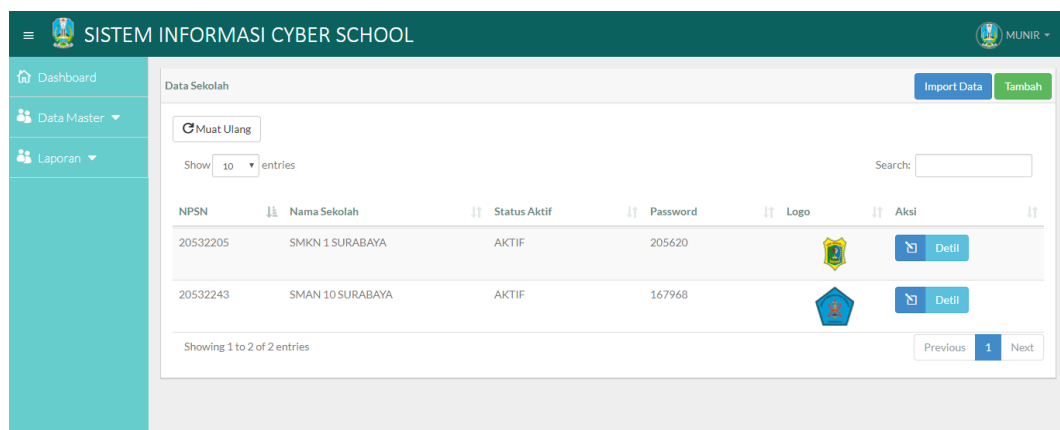 SISTEM INFORMASI CYBER SCHOOL
MUNIR
Dashboard
Data Master
Laporan
Data Sekolah
Import Data
Tambah
Muat Ulang
Show 10 entries
Search:
NPSN Nama Sekolah Status Aktif Password Logo Aksi
20532205 SMKN 1 SURABAYA AKTIF 205620 Detil
20532243 SMAN 10 SURABAYA AKTIF 167968 Detil
Showing 1 to 2 of 2 entries
Previous 1 Next